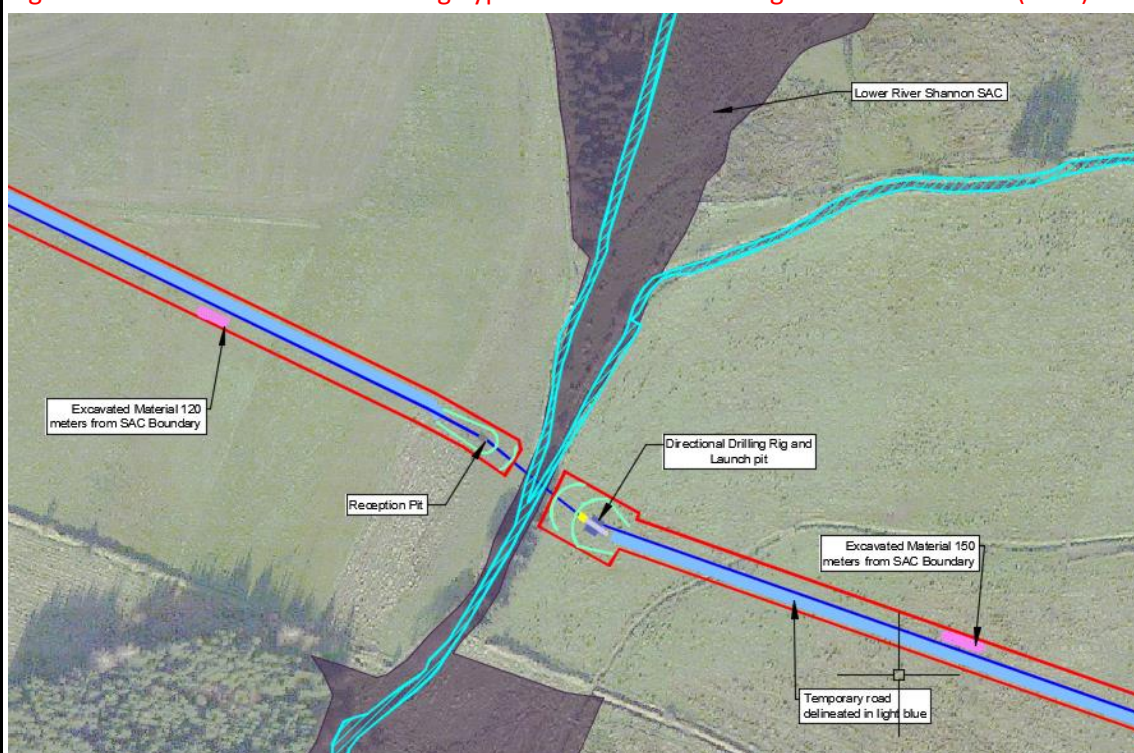 Lower River Shannon SAC
Excavated Material 120
meters from SAC Boundary
Directional Drilling Rig and
Launch pit
Reception Pit
Excavated Material 150
meters from SAC Boundary
Temporary road
delineated in light blue